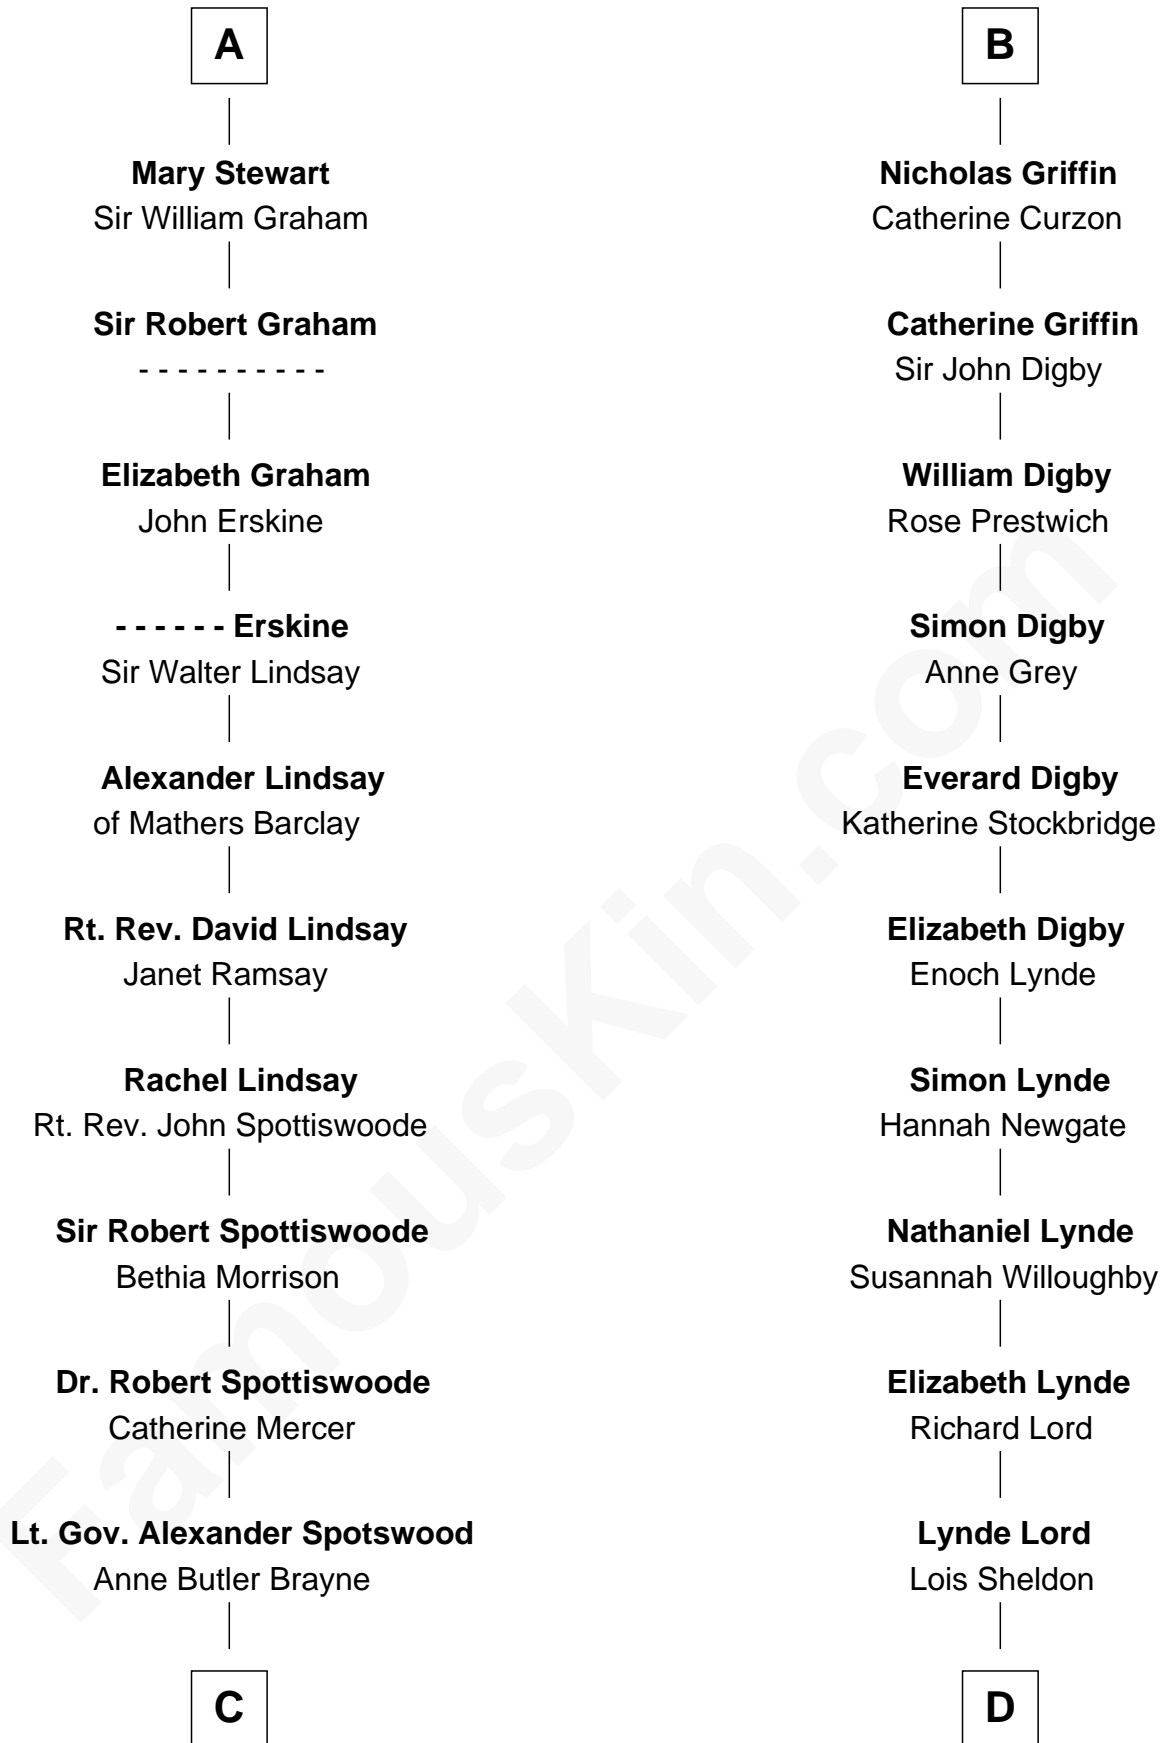 A
Mary Stewart
Sir William Graham
Sir Robert Graham
- - - - - - - - - -
Elizabeth Graham
John Erskine
- - - - - - Erskine
Sir Walter Lindsay
Alexander Lindsay
of Mathers Barclay
Rt. Rev. David Lindsay
Janet Ramsay
Rachel Lindsay
Rt. Rev. John Spottiswoode
Sir Robert Spottiswoode
Bethia Morrison
Dr. Robert Spottiswoode
Catherine Mercer
Lt. Gov. Alexander Spotswood
Anne Butler Brayne
C
B
Nicholas Griffin
Catherine Curzon
Catherine Griffin
Sir John Digby
William Digby
Rose Prestwich
Simon Digby
Anne Grey
Everard Digby
Katherine Stockbridge
Elizabeth Digby
Enoch Lynde
Simon Lynde
Hannah Newgate
Nathaniel Lynde
Susannah Willoughby
Elizabeth Lynde
Richard Lord
Lynde Lord
Lois Sheldon
D
FamousKin.com